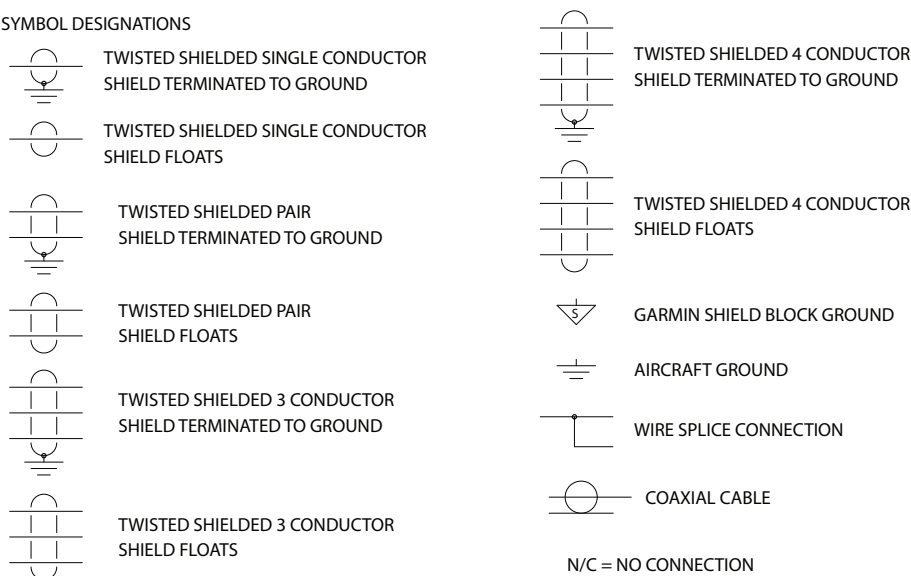 SYMBOL DESIGNATIONS
TWISTED SHIELDED SINGLE CONDUCTOR
SHIELD TERMINATED TO GROUND
TWISTED SHIELDED SINGLE CONDUCTOR
SHIELD FLOATS
TWISTED SHIELDED PAIR
SHIELD TERMINATED TO GROUND
TWISTED SHIELDED PAIR
SHIELD FLOATS
TWISTED SHIELDED 3 CONDUCTOR
SHIELD TERMINATED TO GROUND
TWISTED SHIELDED 3 CONDUCTOR
SHIELD FLOATS
TWISTED SHIELDED 4 CONDUCTOR
SHIELD TERMINATED TO GROUND
TWISTED SHIELDED 4 CONDUCTOR
SHIELD FLOATS
S
GARMIN SHIELD BLOCK GROUND
AIRCRAFT GROUND
WIRE SPLICE CONNECTION
COAXIAL CABLE
N/C = NO CONNECTION